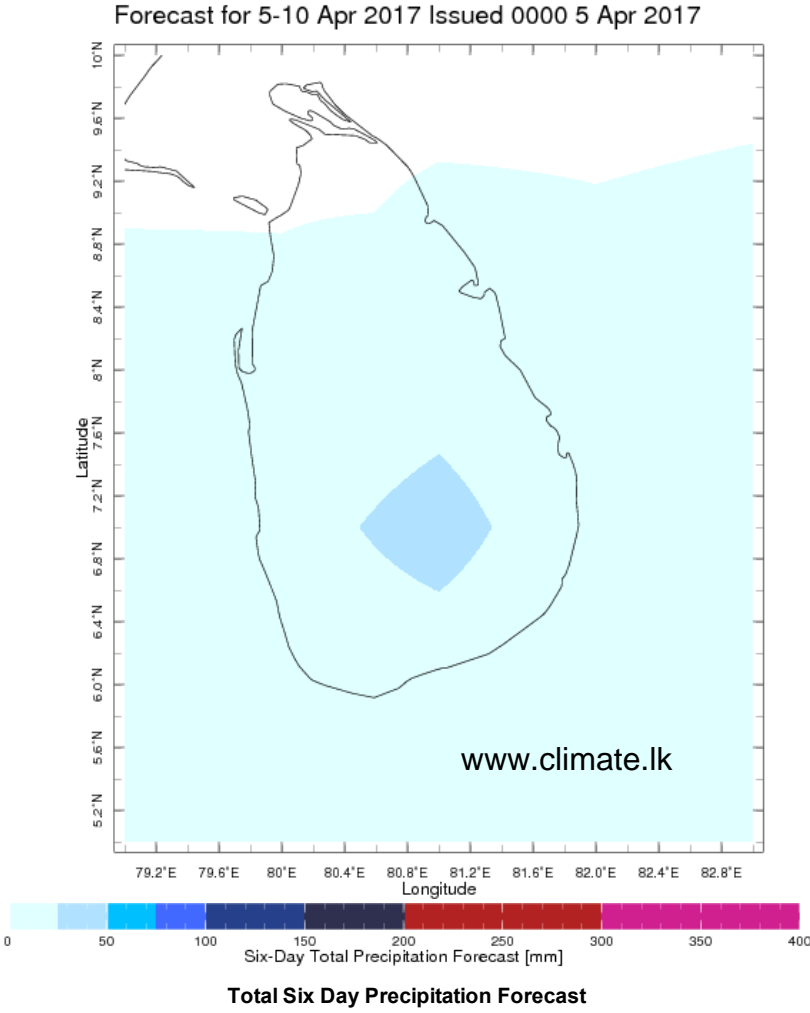 Forecast for 5-10 Apr 2017 Issued 0000 5 Apr 2017
10°N
9.6°N
9.2°N
8.8°N
8.4°N
8°N
7.6°N
7.2°N
6.8°N
6.4°N
6.0°N
5.6°N
5.2°N
Latitude
www.climate.lk
79.2°E 79.6°E 80°E 80.4°E 80.8°E 81.2°E 81.6°E 82.0°E 82.4°E 82.8°E
Longitude
0 50 100 150 200 250 300 350 400
Six-Day Total Precipitation Forecast [mm]
Total Six Day Precipitation Forecast